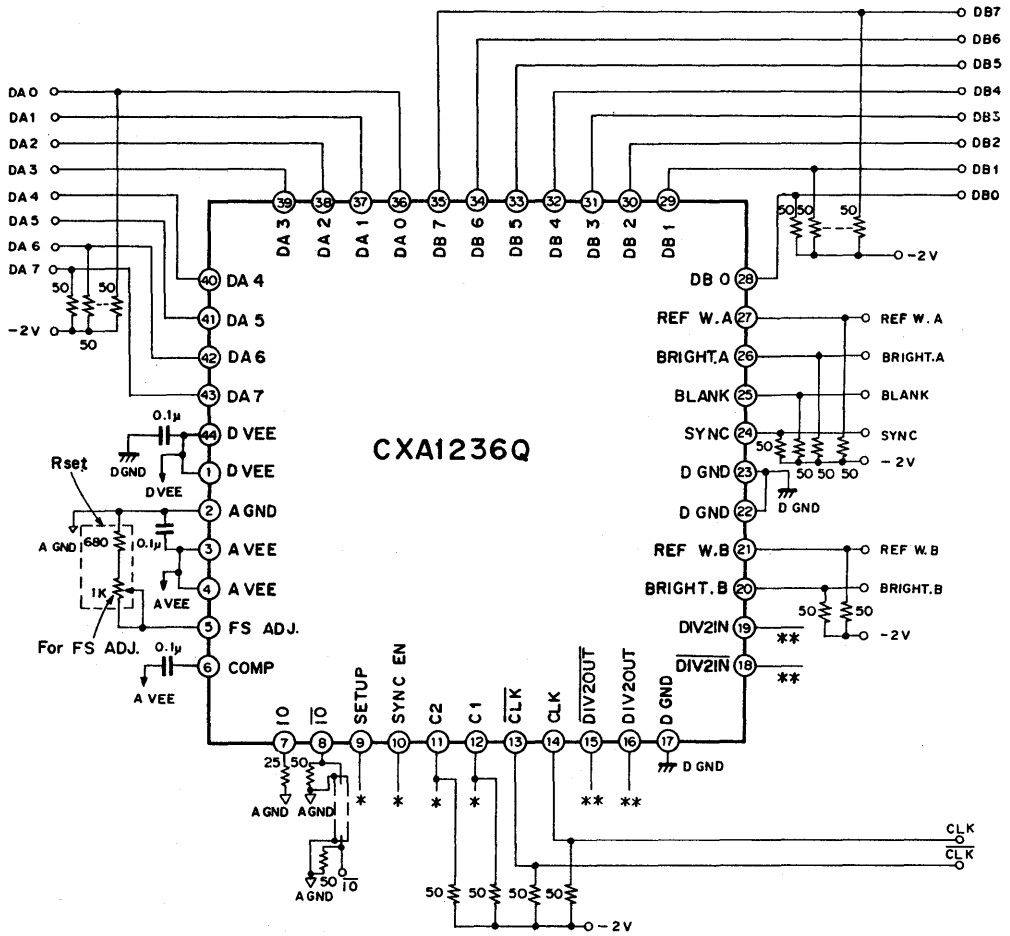 DB7
DB6
DB5
DB4
DB3
DB2
DB1
DB0
DA0
DA1
DA2
DA3
DA4
DA5
DA6
DA7
50 50
-2V
50
50 50 50
-2V
39 38 37 36 35 34 33 32 31 30 29
DA3 DA2 DA1 DA0 DB7 DB6 DB5 DB4 DB3 DB2 DB1
40 DA4
41 DA5
42 DA6
43 DA7
44 DVEE
1 DVEE
2 AGND
3 AVEE
4 AVEE
5 FS ADJ.
6 COMP
0.1μ
DGND
DVEE
Rset
A GND
680
0.1μ
1K
AVEE
For FS ADJ.
0.1μ
A VEE
CXA1236Q
DB0 28
REF W.A 27 REF W.A
BRIGHT.A 26 BRIGHT.A
BLANK 25 BLANK
SYNC 24 SYNC
50 50 50 50
-2V
D GND 23
D GND
D GND 22
REF W.B 21 REF W.B
BRIGHT.B 20 BRIGHT.B
50 50
-2V
DIV2IN 19 **
DIV2IN 18 **
IO IO SETUP SYNC EN C2 C1 CLK CLK DIV2OUT DIV2OUT D GND
7 8 9 10 11 12 13 14 15 16 17
D GND
25 50
AGND AGND
* * * * ** **
CLK
CLK
50
IO
AGND
50 50 50 50
-2V